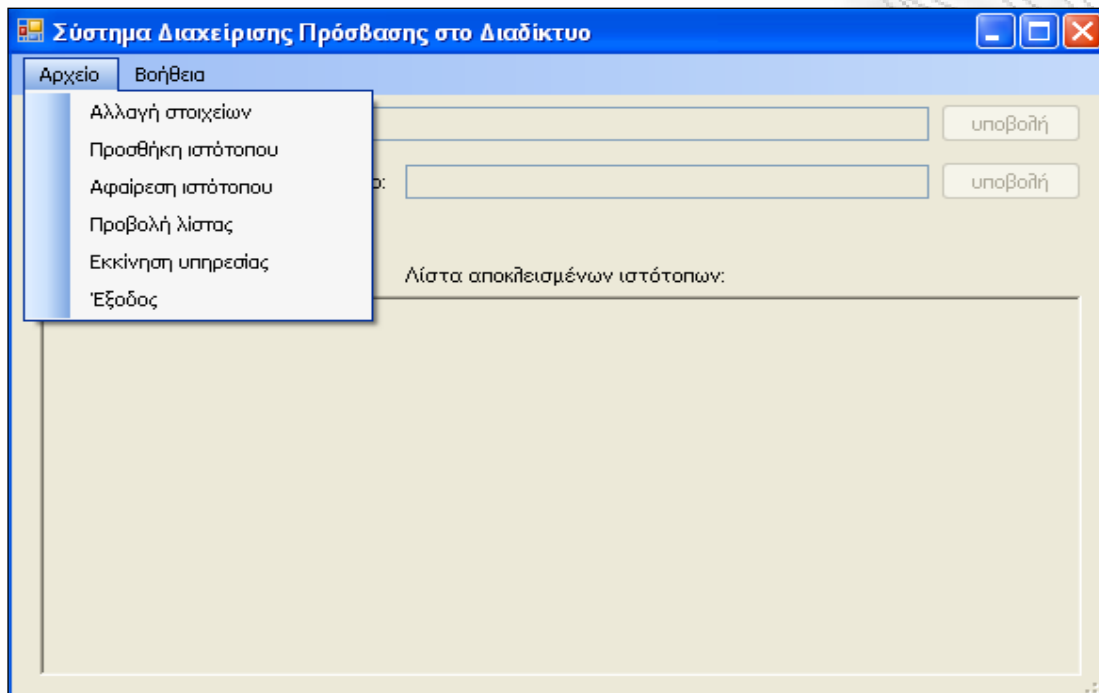 Σύστημα Διαχείρισης Πρόσβασης στο Διαδίκτυο
Αρχείο Βοήθεια
Αλλαγή στοιχείων
υποβολή
Προσθήκη ιστότοπου
Αφαίρεση ιστότοπου
υποβολή
Προβολή λίστας
Εκκίνηση υπηρεσίας
Λίστα αποκλεισμένων ιστότοπων:
Έξοδος